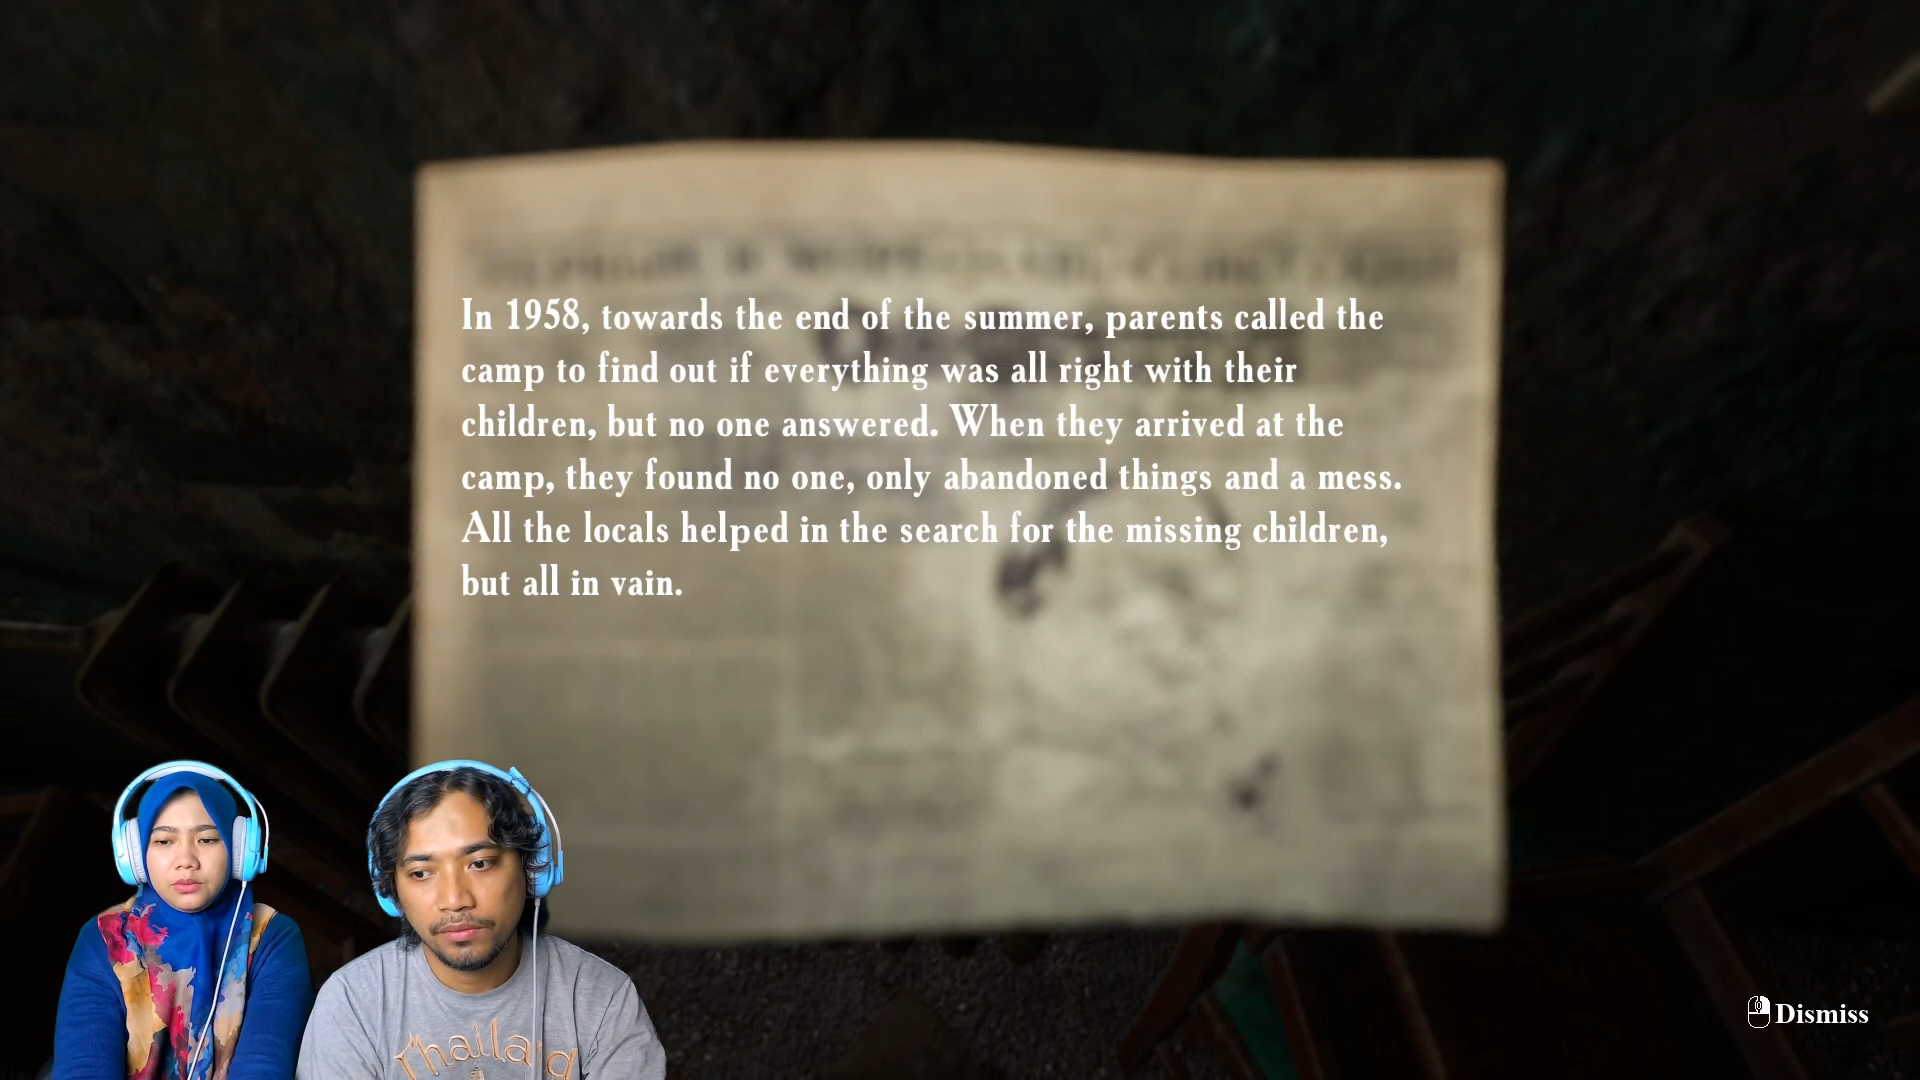 In 1958, towards the end of the summer, parents called the
camp to find out if everything was all right with their
children, but no one answered. When they arrived at the
camp, they found no one, only abandoned things and a mess.
All the locals helped in the search for the missing children,
but all in vain.
Thailand
Dismiss